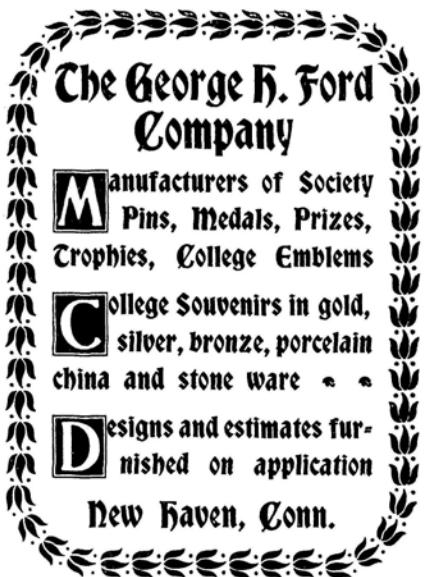 The George H. Ford
Company
Manufacturers of Society
Pins, Medals, Prizes,
Trophies, College Emblems
College Souvenirs in gold,
silver, bronze, porcelain
china and stone ware
Designs and estimates fur-
nished on application
New Haven, Conn.